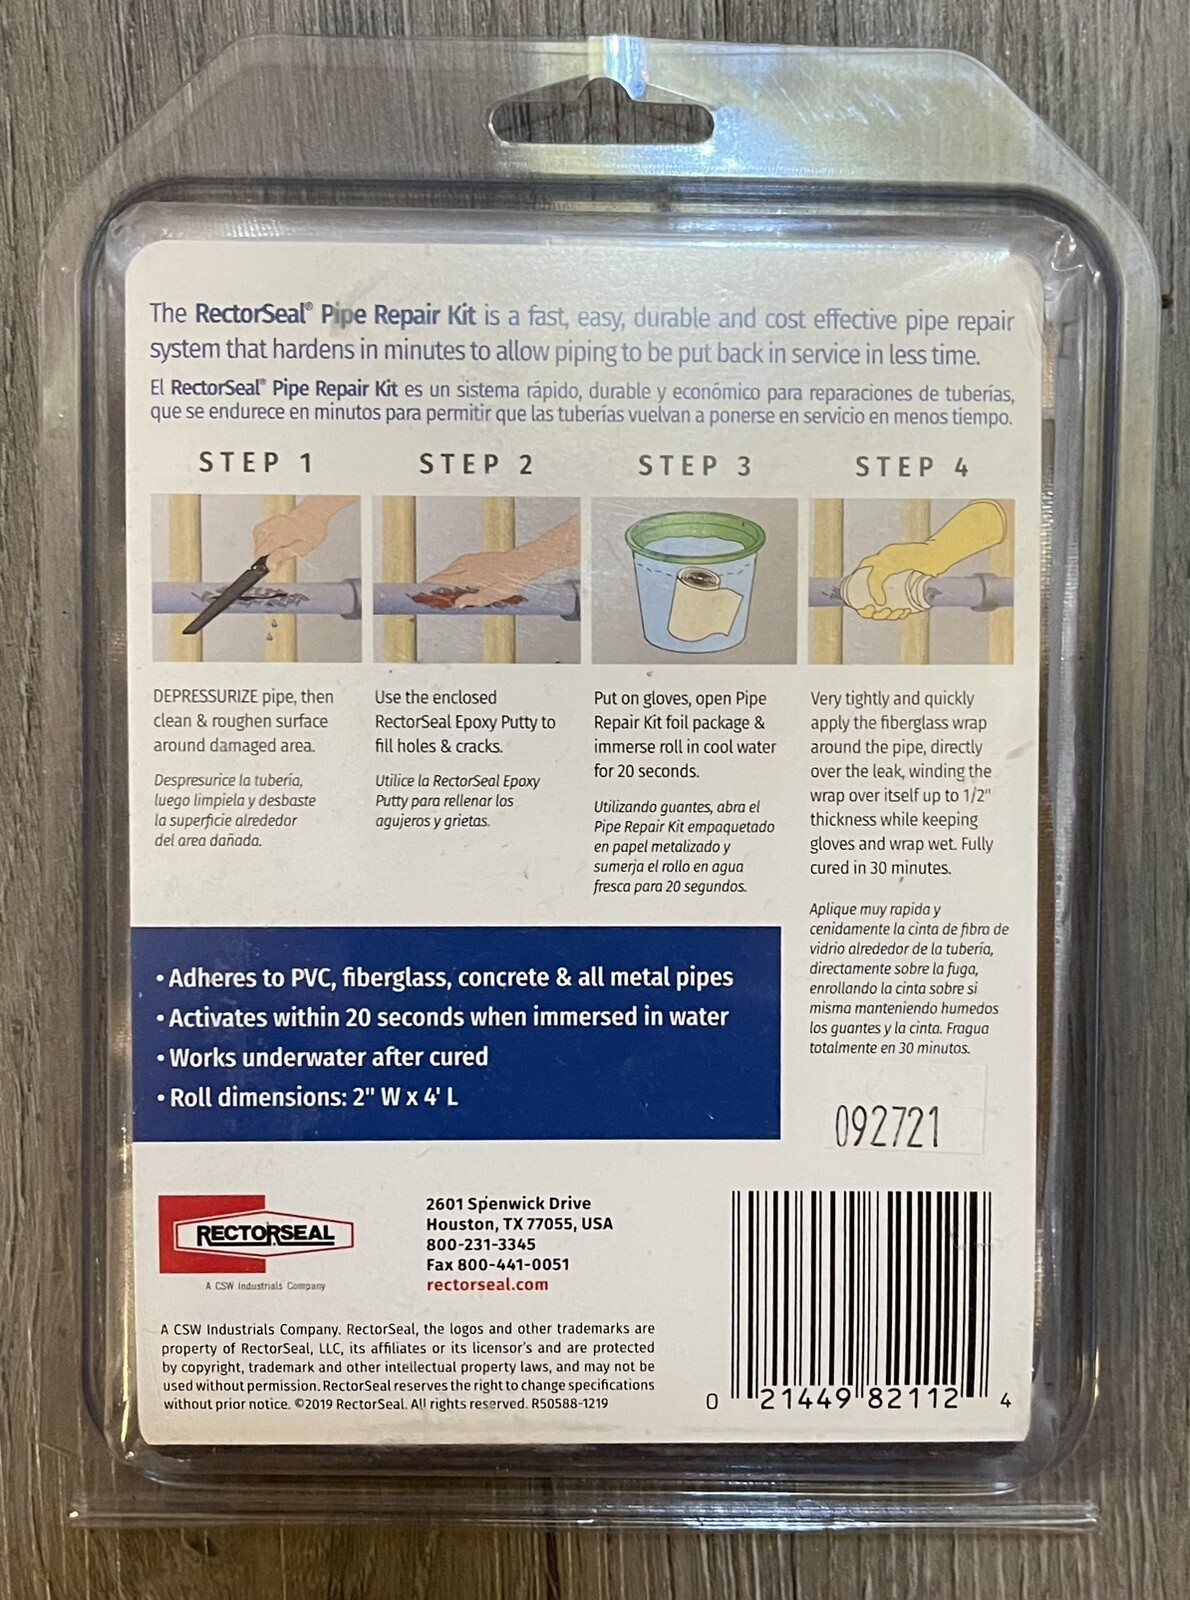 The RectorSeal® Pipe Repair Kit is a fast, easy, durable and cost effective pipe repair
system that hardens in minutes to allow piping to be put back in service in less time.
El RectorSeal® Pipe Repair Kit es un sistema rápido, durable y económico para reparaciones de tuberías,
que se endurece en minutos para permitir que las tuberías vuelvan a ponerse en servicio en menos tiempo.
STEP 1
DEPRESSURIZE pipe, then
clean & roughen surface
around damaged area.
Despresurice la tubería,
luego limpiela y desbaste
la superficie alrededor
del area dañada.
STEP 2
Use the enclosed
RectorSeal Epoxy Putty to
fill holes & cracks.
Utilice la RectorSeal Epoxy
Putty para rellenar los
agujeros y grietas.
STEP 3
Put on gloves, open Pipe
Repair Kit foil package &
immerse roll in cool water
for 20 seconds.
Utilizando guantes, abra el
Pipe Repair Kit empaquetado
en papel metalizado y
sumerja el rollo en agua
fresca para 20 segundos.
STEP 4
Very tightly and quickly
apply the fiberglass wrap
around the pipe, directly
over the leak, winding the
wrap over itself up to 1/2"
thickness while keeping
gloves and wrap wet. Fully
cured in 30 minutes.
Aplique muy rapida y
cenidamente la cinta de fibra de
vidrio alrededor de la tubería,
directamente sobre la fuga,
enrollando la cinta sobre si
misma manteniendo humedos
los guantes y la cinta. Fragua
totalmente en 30 minutos.
• Adheres to PVC, fiberglass, concrete & all metal pipes
• Activates within 20 seconds when immersed in water
• Works underwater after cured
• Roll dimensions: 2" W x 4' L
092721
RECTORSEAL
A CSW Industrials Company
2601 Spenwick Drive
Houston, TX 77055, USA
800-231-3345
Fax 800-441-0051
rectorseal.com
A CSW Industrials Company. RectorSeal, the logos and other trademarks are
property of RectorSeal, LLC, its affiliates or its licensor's and are protected
by copyright, trademark and other intellectual property laws, and may not be
used without permission. RectorSeal reserves the right to change specifications
without prior notice. ©2019 RectorSeal. All rights reserved. R50588-1219
0 21449 82112 4